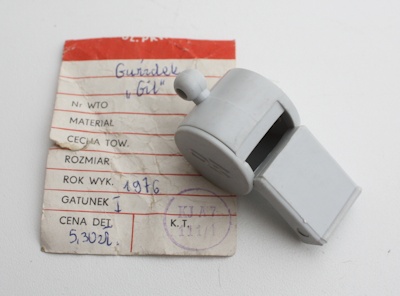 Gwizdek
"Gil"
Nr WTO
MATERIAŁ
CECHA TOW.
ROZMIAR
ROK WYK. 1976
GATUNEK I
CENA DET
5,30 zł.
K. T.